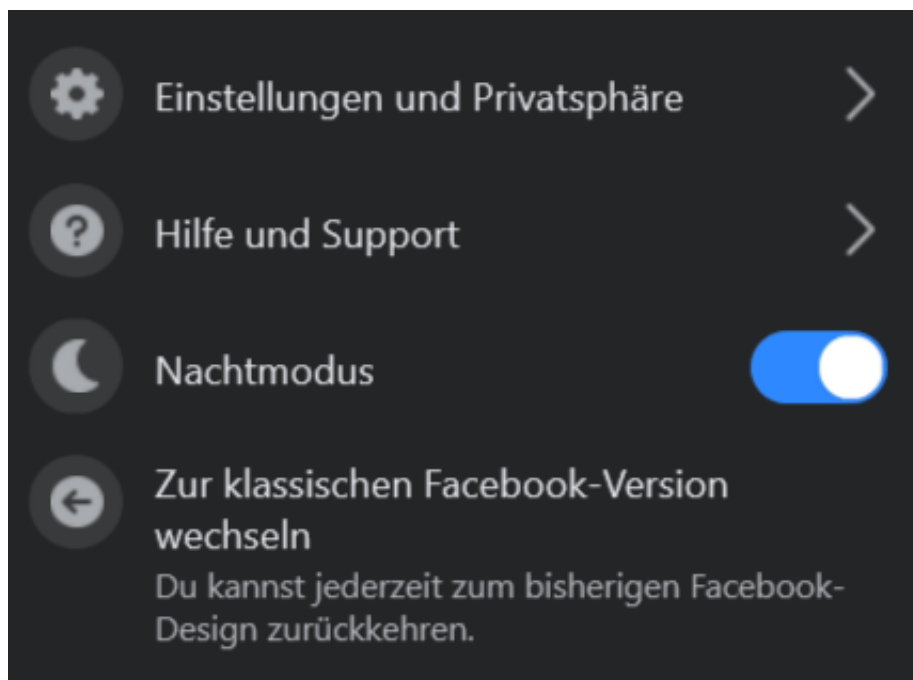 Einstellungen und Privatsphäre
Hilfe und Support
Nachtmodus
Zur klassischen Facebook-Version
wechseln
Du kannst jederzeit zum bisherigen Facebook-
Design zurückkehren.